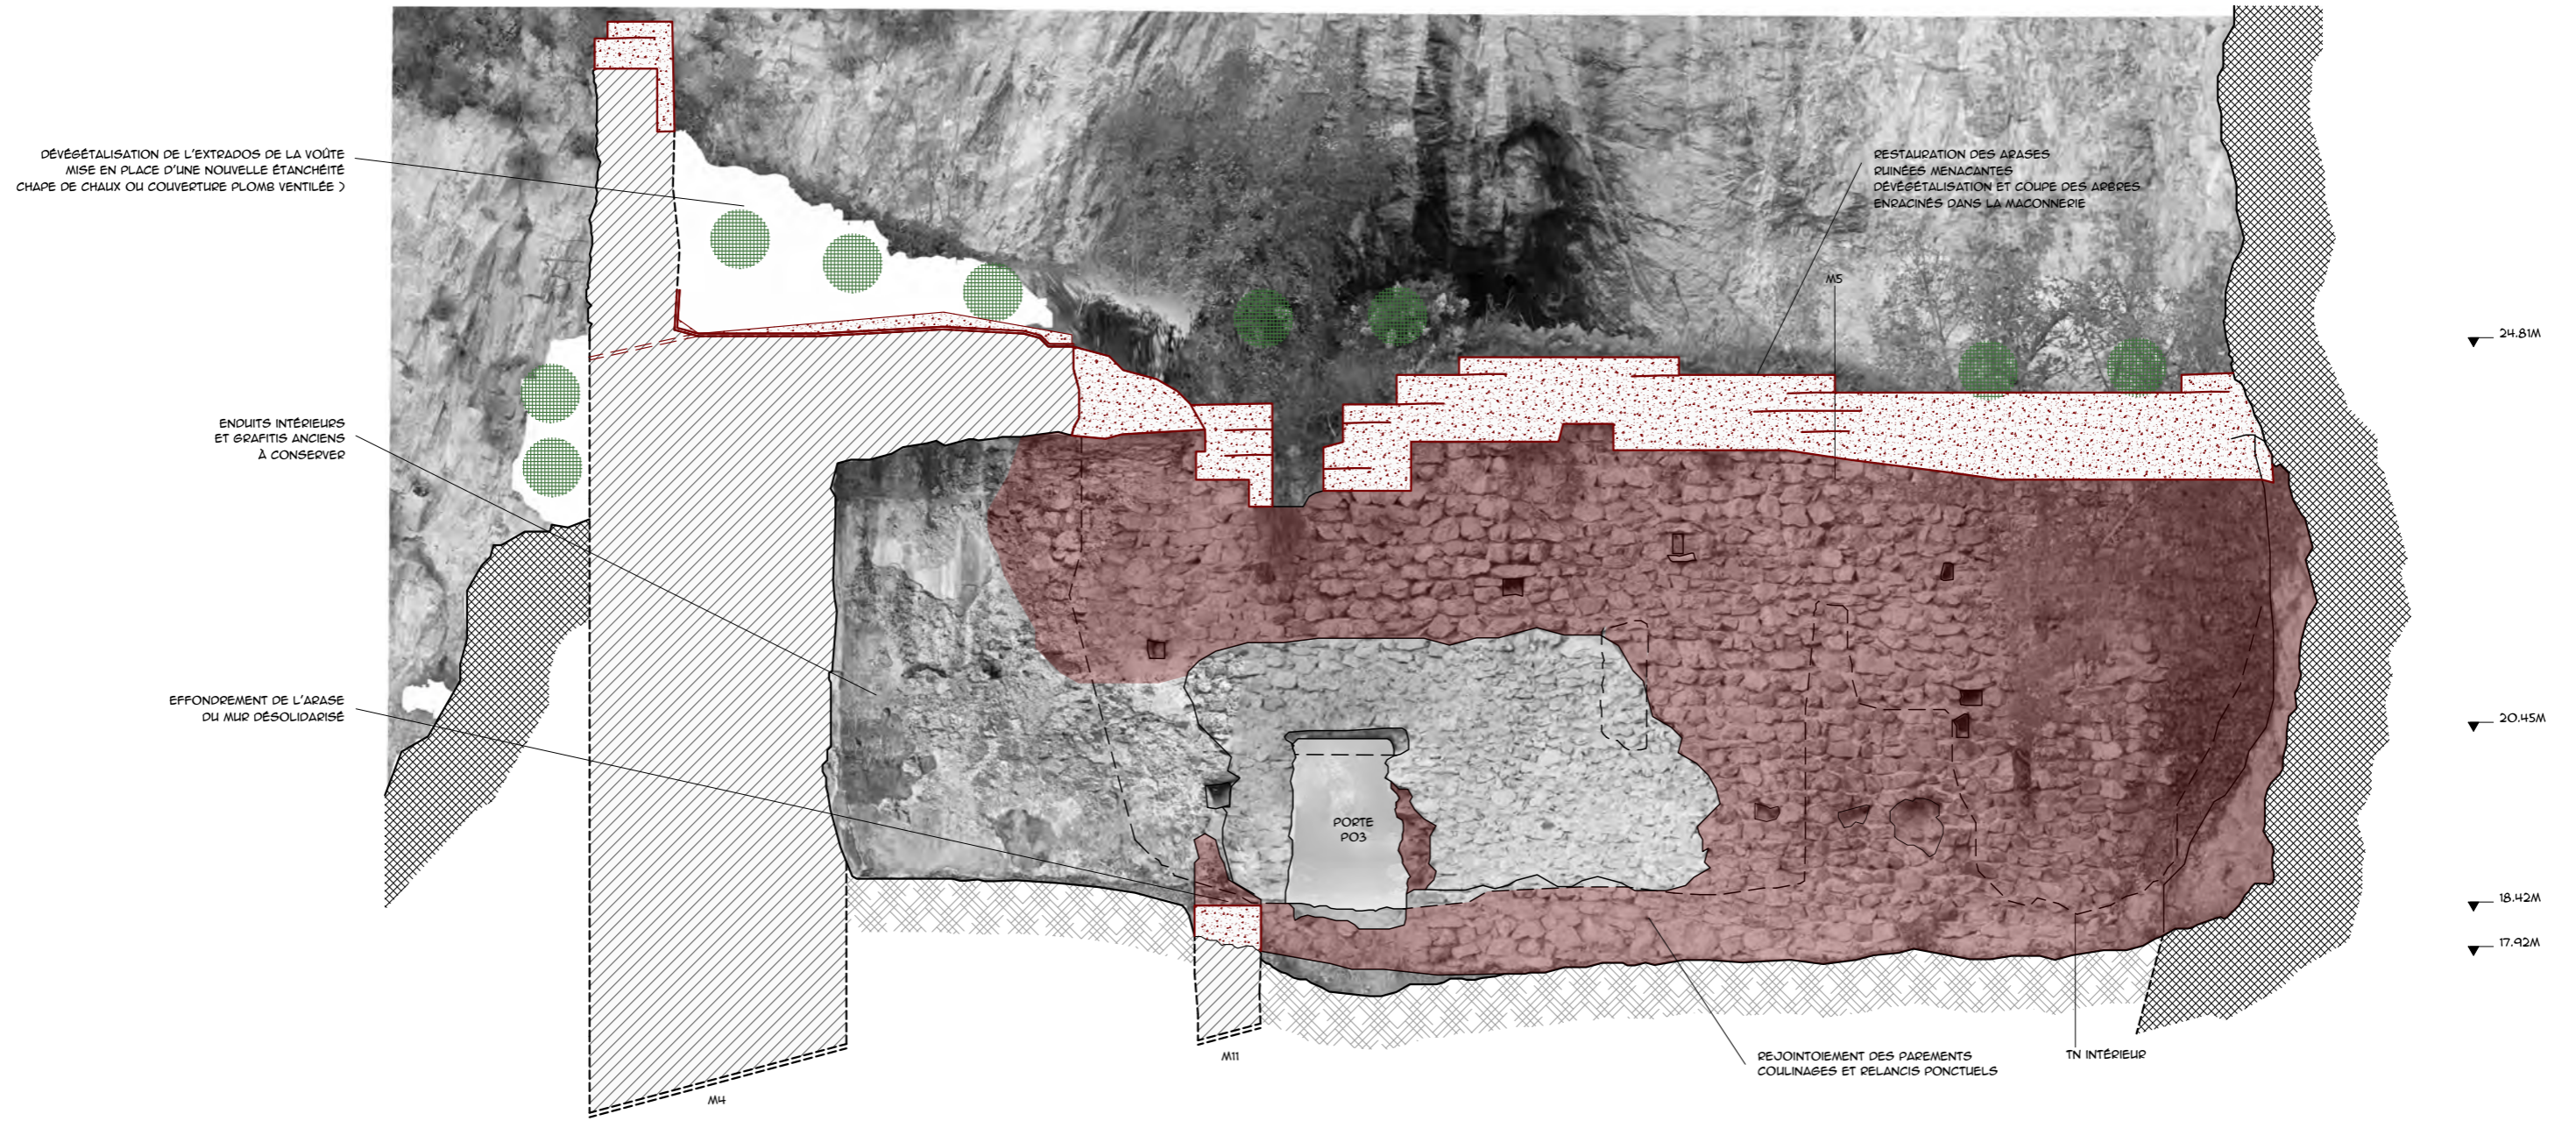 DÉVÉGÉTALISATION DE L'EXTRADOS DE LA VOÛTE
MISE EN PLACE D'UNE NOUVELLE ÉTANCHÉITÉ
CHAPE DE CHAUX OU COUVERTURE PLOMB VENTILÉE )
RESTAURATION DES ARASES
RUINÉES MENACANTES
DÉVÉGÉTALISATION ET COUPE DES ARBRES
ENRACINÉS DANS LA MACONNERIE
M5
24.81M
ENDUITS INTÉRIEURS
ET GRAFITIS ANCIENS
À CONSERVER
EFFONDREMENT DE L'ARASE
DU MUR DÉSOLIDARISÉ
20.45M
PORTE
PO3
18.42M
17.92M
M11
REJOINTOIEMENT DES PAREMENTS
COULINAGES ET RELANCIS PONCTUELS
TN INTÉRIEUR
M4